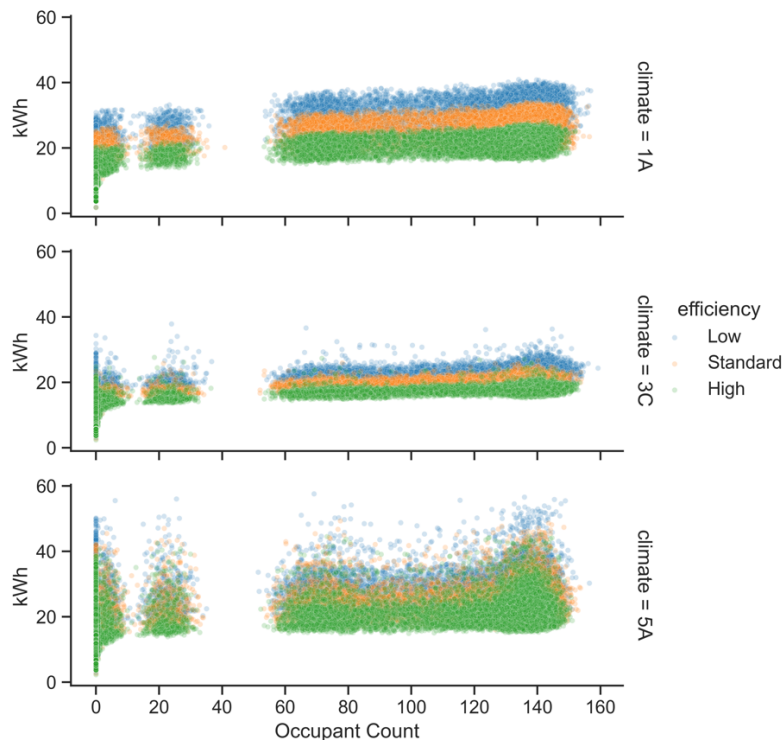 60
40
20
0
kWh
climate = 1A
60
40
20
0
kWh
climate = 3C
efficiency
Low
Standard
High
60
40
20
0
kWh
climate = 5A
0 20 40 60 80 100 120 140 160
Occupant Count